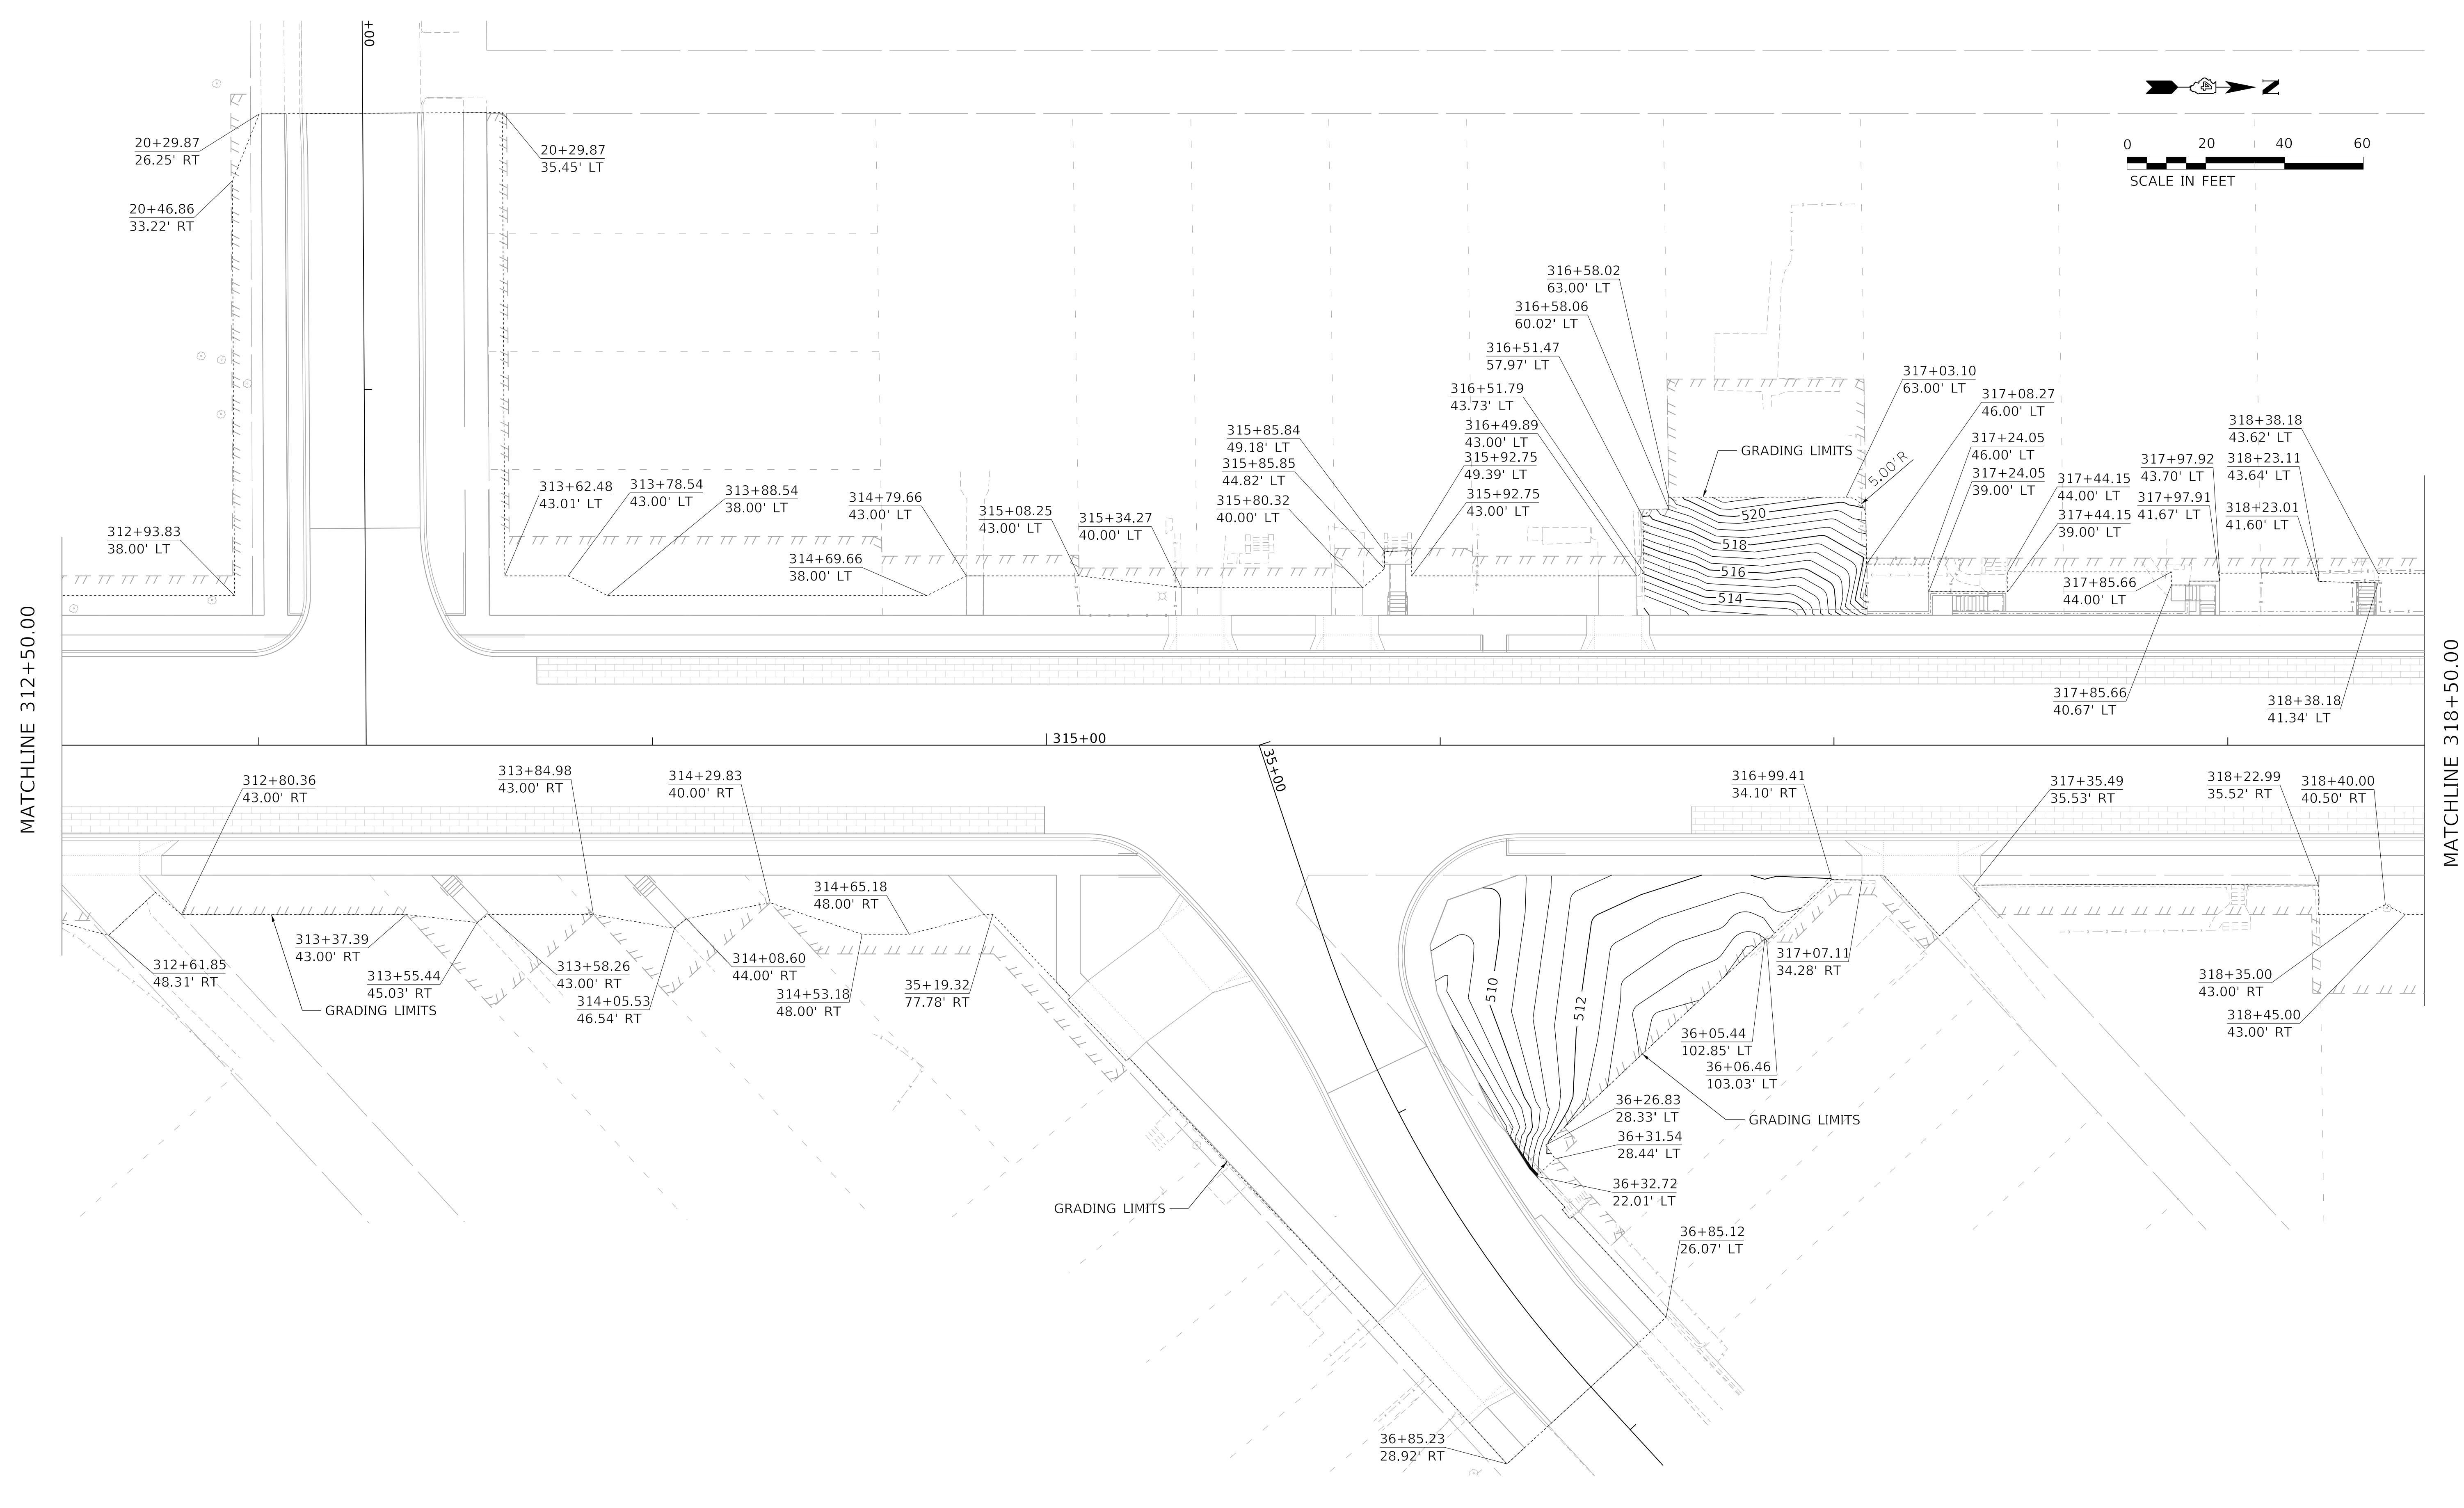 +00
N
0 20 40 60
SCALE IN FEET
20+29.87
26.25' RT
20+29.87
35.45' LT
20+46.86
33.22' RT
316+58.02
63.00' LT
316+58.06
60.02' LT
316+51.47
57.97' LT
316+51.79
43.73' LT
316+49.89
43.00' LT
315+92.75
49.39' LT
315+92.75
43.00' LT
315+85.84
49.18' LT
315+85.85
44.82' LT
315+80.32
40.00' LT
GRADING LIMITS
317+03.10
63.00' LT
5.00'R
317+08.27
46.00' LT
317+24.05
46.00' LT
317+24.05
39.00' LT
317+44.15
44.00' LT
317+44.15
39.00' LT
317+97.92
43.70' LT
317+97.91
41.67' LT
318+38.18
43.62' LT
318+23.11
43.64' LT
318+23.01
41.60' LT
312+93.83
38.00' LT
313+62.48
43.01' LT
313+78.54
43.00' LT
313+88.54
38.00' LT
314+79.66
43.00' LT
314+69.66
38.00' LT
315+08.25
43.00' LT
315+34.27
40.00' LT
520
518
516
514
317+85.66
44.00' LT
317+85.66
40.67' LT
318+38.18
41.34' LT
MATCHLINE 312+50.00
MATCHLINE 318+50.00
315+00
35+00
312+80.36
43.00' RT
313+84.98
43.00' RT
314+29.83
40.00' RT
316+99.41
34.10' RT
317+35.49
35.53' RT
318+22.99
35.52' RT
318+40.00
40.50' RT
314+65.18
48.00' RT
312+61.85
48.31' RT
313+37.39
43.00' RT
GRADING LIMITS
313+55.44
45.03' RT
313+58.26
43.00' RT
314+05.53
46.54' RT
314+08.60
44.00' RT
314+53.18
48.00' RT
35+19.32
77.78' RT
510
512
317+07.11
34.28' RT
318+35.00
43.00' RT
318+45.00
43.00' RT
36+05.44
102.85' LT
36+06.46
103.03' LT
36+26.83
28.33' LT
GRADING LIMITS
36+31.54
28.44' LT
36+32.72
22.01' LT
GRADING LIMITS
36+85.12
26.07' LT
36+85.23
28.92' RT